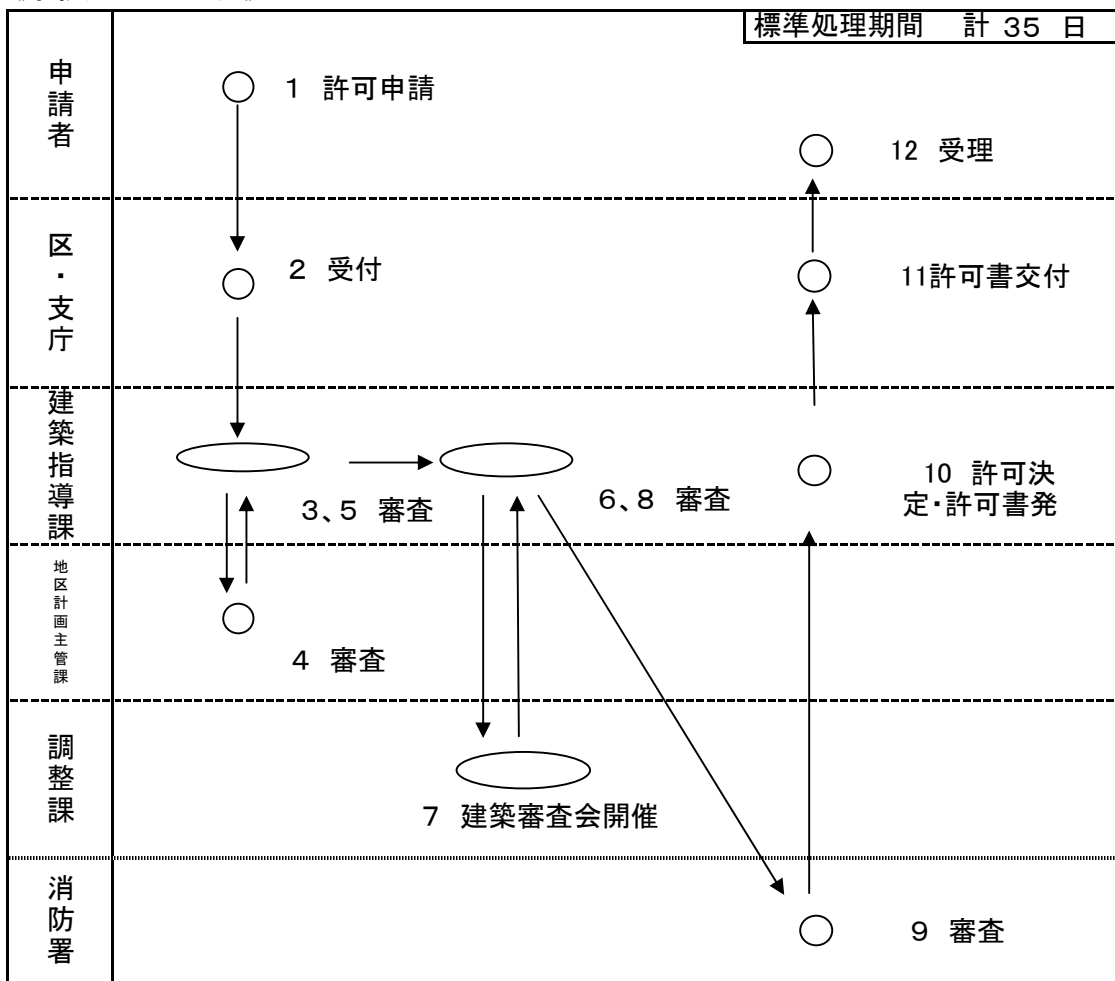 標準処理期間 計 35 日
申請者
1 許可申請
12 受理
区・支庁
2 受付
11許可書交付
建築指導課
3、5 審査
6、8 審査
10 許可決
定・許可書発
地区計画主管課
4 審査
調整課
7 建築審査会開催
消防署
9 審査